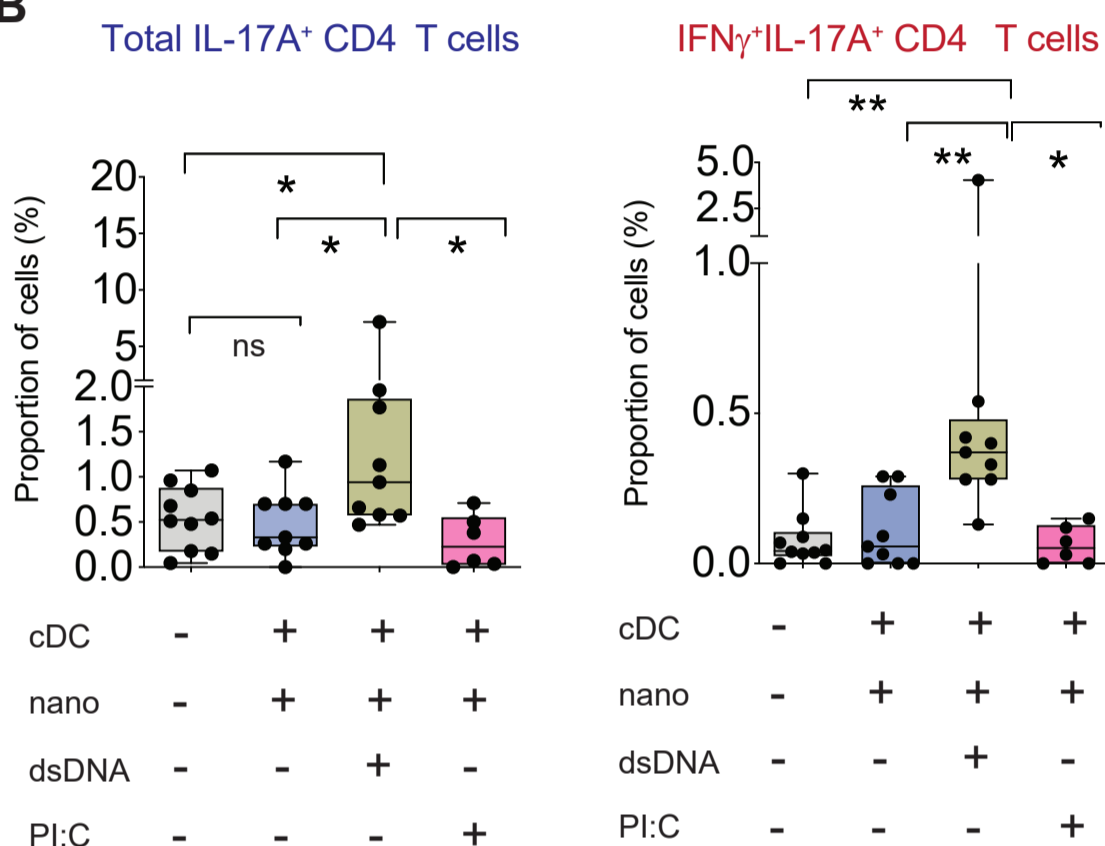 B
Total IL-17A⁺ CD4 T cells
Proportion of cells (%)
20
15
10
5
2.0
1.5
1.0
0.5
0.0
*
*
*
ns
cDC - + + +
nano - + + +
dsDNA - - + -
PI:C - - - +
IFNγ⁺IL-17A⁺ CD4 T cells
Proportion of cells (%)
5.0
2.5
1.0
0.5
0.0
**
**
*
cDC - + + +
nano - + + +
dsDNA - - + -
PI:C - - - +